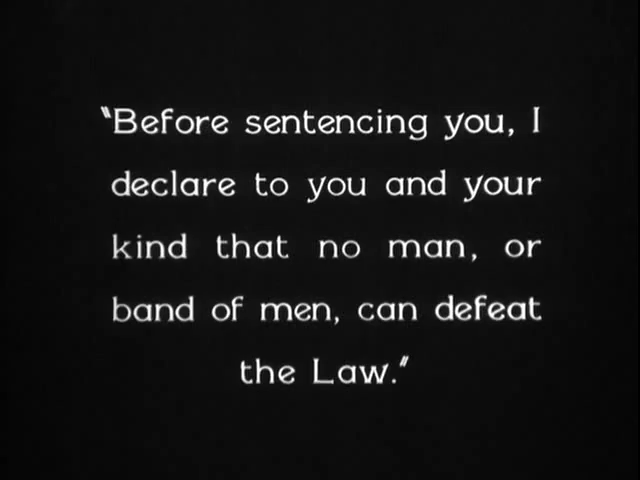 "Before sentencing you, I
declare to you and your
kind that no man, or
band of men, can defeat
the Law."